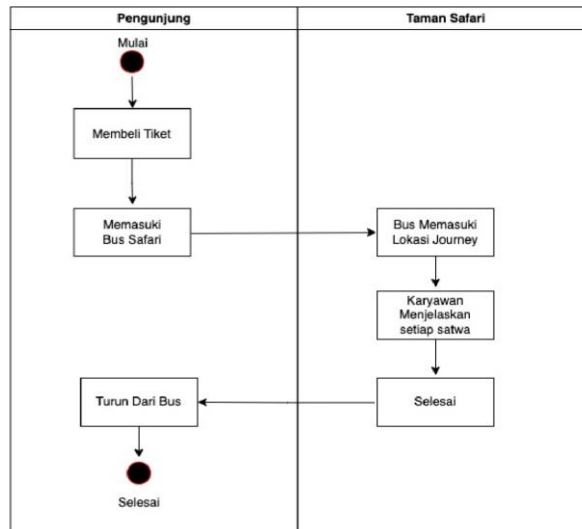 Pengunjung
Taman Safari
Mulai
Membeli Tiket
Memasuki
Bus Safari
Bus Memasuki
Lokasi Journey
Karyawan
Menjelaskan
setiap satwa
Selesai
Turun Dari Bus
Selesai